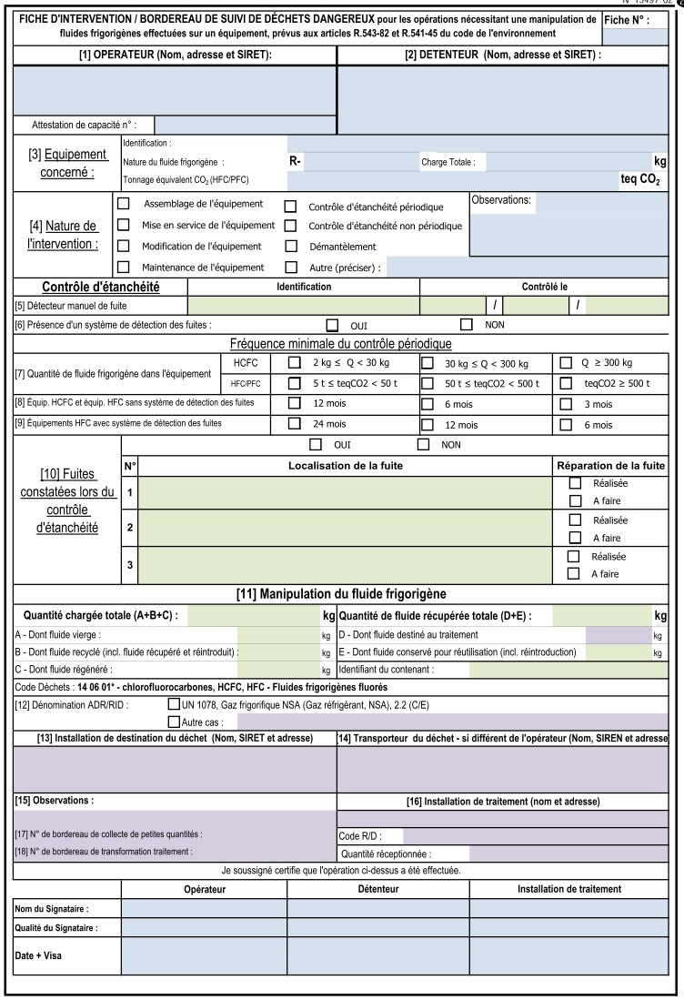 N° 15497*02
FICHE D'INTERVENTION / BORDEREAU DE SUIVI DE DÉCHETS DANGEREUX pour les opérations nécessitant une manipulation de
fluides frigorigènes effectuées sur un équipement, prévues aux articles R.543-82 et R.541-45 du code de l'environnement
Fiche N° :
[1] OPERATEUR (Nom, adresse et SIRET):
[2] DETENTEUR (Nom, adresse et SIRET) :
Attestation de capacité n° :
[3] Equipement
concerné :
Identification :
Nature du fluide frigorigène :
R-
Charge Totale :
kg
Tonnage équivalent CO2 (HFC/PFC)
teq CO2
[4] Nature de
l'intervention :
Assemblage de l'équipement
Contrôle d'étanchéité périodique
Observations:
Mise en service de l'équipement
Contrôle d'étanchéité non périodique
Modification de l'équipement
Démantèlement
Maintenance de l'équipement
Autre (préciser) :
Contrôle d'étanchéité
Identification
Contrôlé le
[5] Détecteur manuel de fuite
/
/
[6] Présence d'un système de détection des fuites :
OUI
NON
Fréquence minimale du contrôle périodique
[7] Quantité de fluide frigorigène dans l'équipement
HCFC
2 kg ≤ Q < 30 kg
30 kg ≤ Q < 300 kg
Q ≥ 300 kg
HFC/PFC
5 t ≤ teqCO2 < 50 t
50 t ≤ teqCO2 < 500 t
teqCO2 ≥ 500 t
[8] Équip. HCFC et équip. HFC sans système de détection des fuites
12 mois
6 mois
3 mois
[9] Équipements HFC avec système de détection des fuites
24 mois
12 mois
6 mois
[10] Fuites
constatées lors du
contrôle
d'étanchéité
OUI
NON
N°
Localisation de la fuite
Réparation de la fuite
1
Réalisée
A faire
2
Réalisée
A faire
3
Réalisée
A faire
[11] Manipulation du fluide frigorigène
Quantité chargée totale (A+B+C) :
kg
Quantité de fluide récupérée totale (D+E) :
kg
A - Dont fluide vierge :
kg
D - Dont fluide destiné au traitement
kg
B - Dont fluide recyclé (incl. fluide récupéré et réintroduit) :
kg
E - Dont fluide conservé pour réutilisation (incl. réintroduction)
kg
C - Dont fluide régénéré :
kg
Identifiant du contenant :
Code Déchets : 14 06 01* - chlorofluorocarbones, HCFC, HFC - Fluides frigorigènes fluorés
[12] Dénomination ADR/RID :
UN 1078, Gaz frigorifique NSA (Gaz réfrigérant, NSA), 2.2 (C/E)
Autre cas :
[13] Installation de destination du déchet (Nom, SIRET et adresse)
[14] Transporteur du déchet - si différent de l'opérateur (Nom, SIREN et adresse
[15] Observations :
[16] Installation de traitement (nom et adresse)
[17] N° de bordereau de collecte de petites quantités :
Code R/D :
[18] N° de bordereau de transformation traitement :
Quantité réceptionnée :
Je soussigné certifie que l'opération ci-dessus a été effectuée.
Opérateur
Détenteur
Installation de traitement
Nom du Signataire :
Qualité du Signataire :
Date + Visa